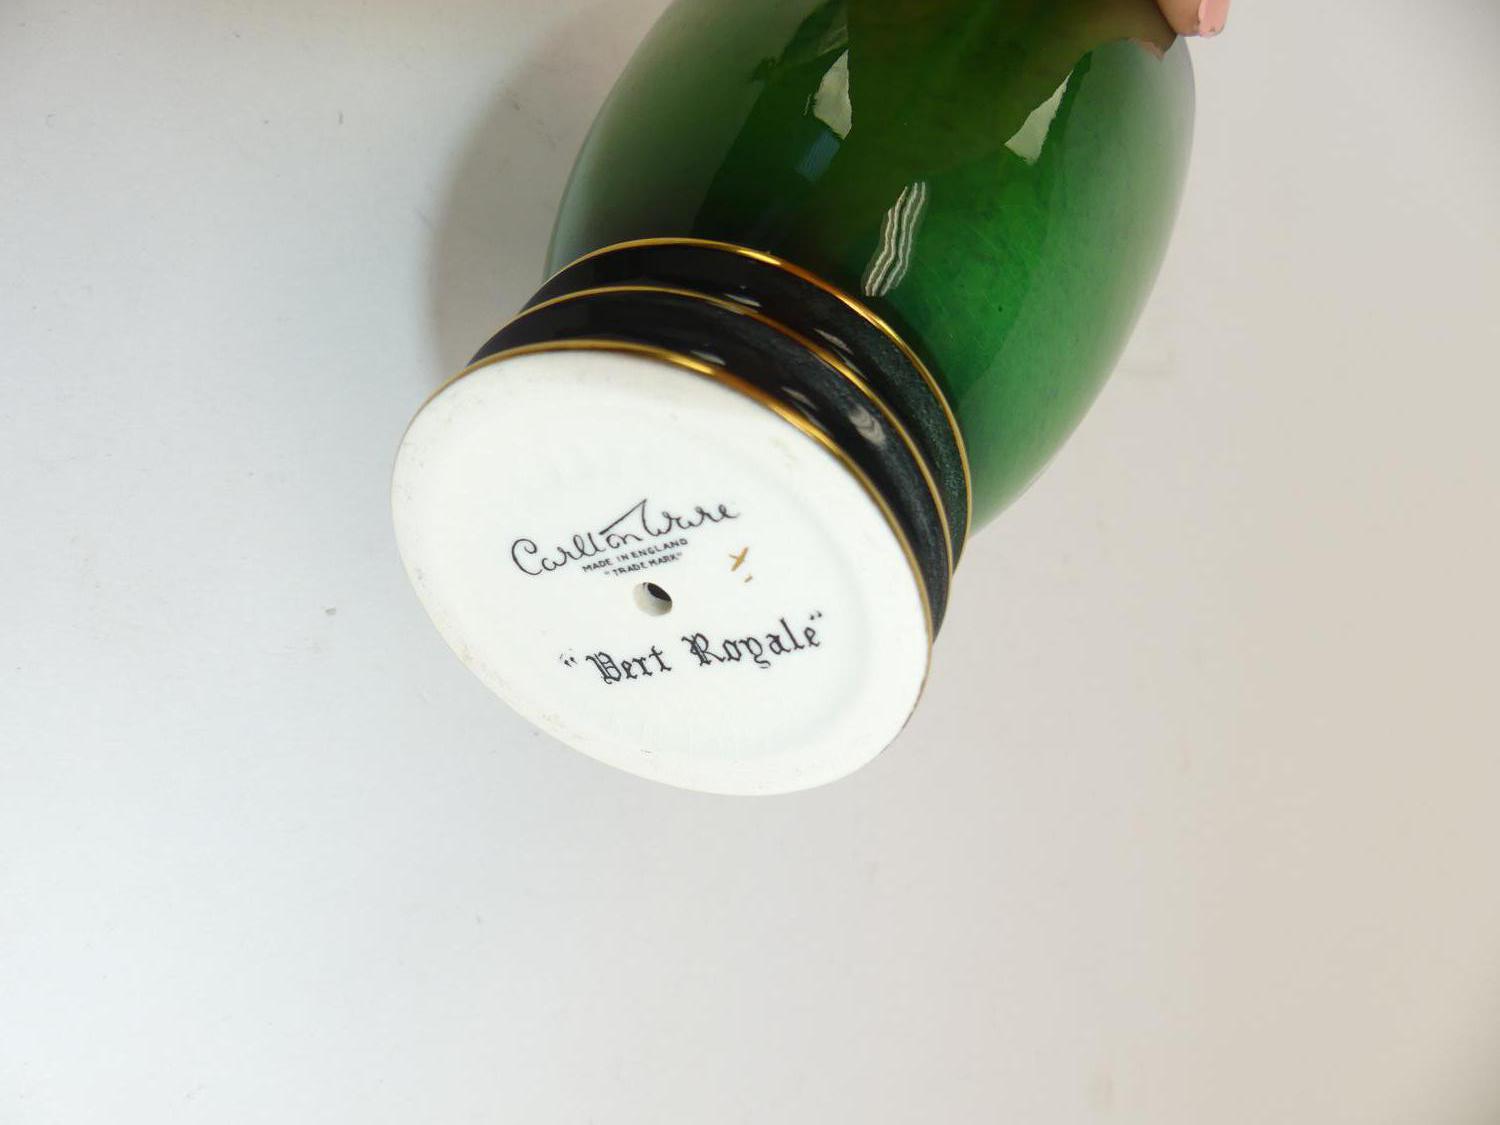 Carlton Ware
MADE IN ENGLAND
"TRADE MARK"
"Vert Royale"